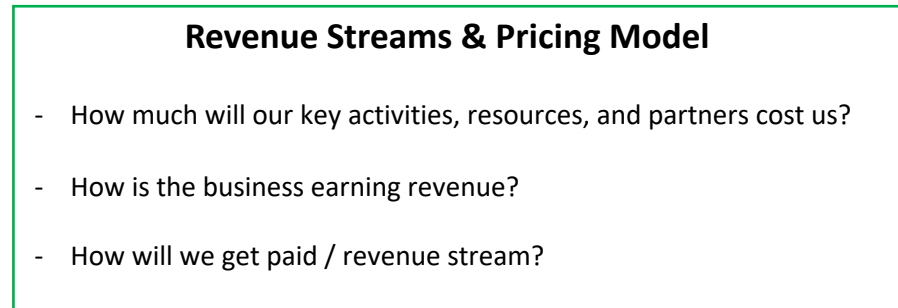 Revenue Streams & Pricing Model
- How much will our key activities, resources, and partners cost us?
- How is the business earning revenue?
- How will we get paid / revenue stream?